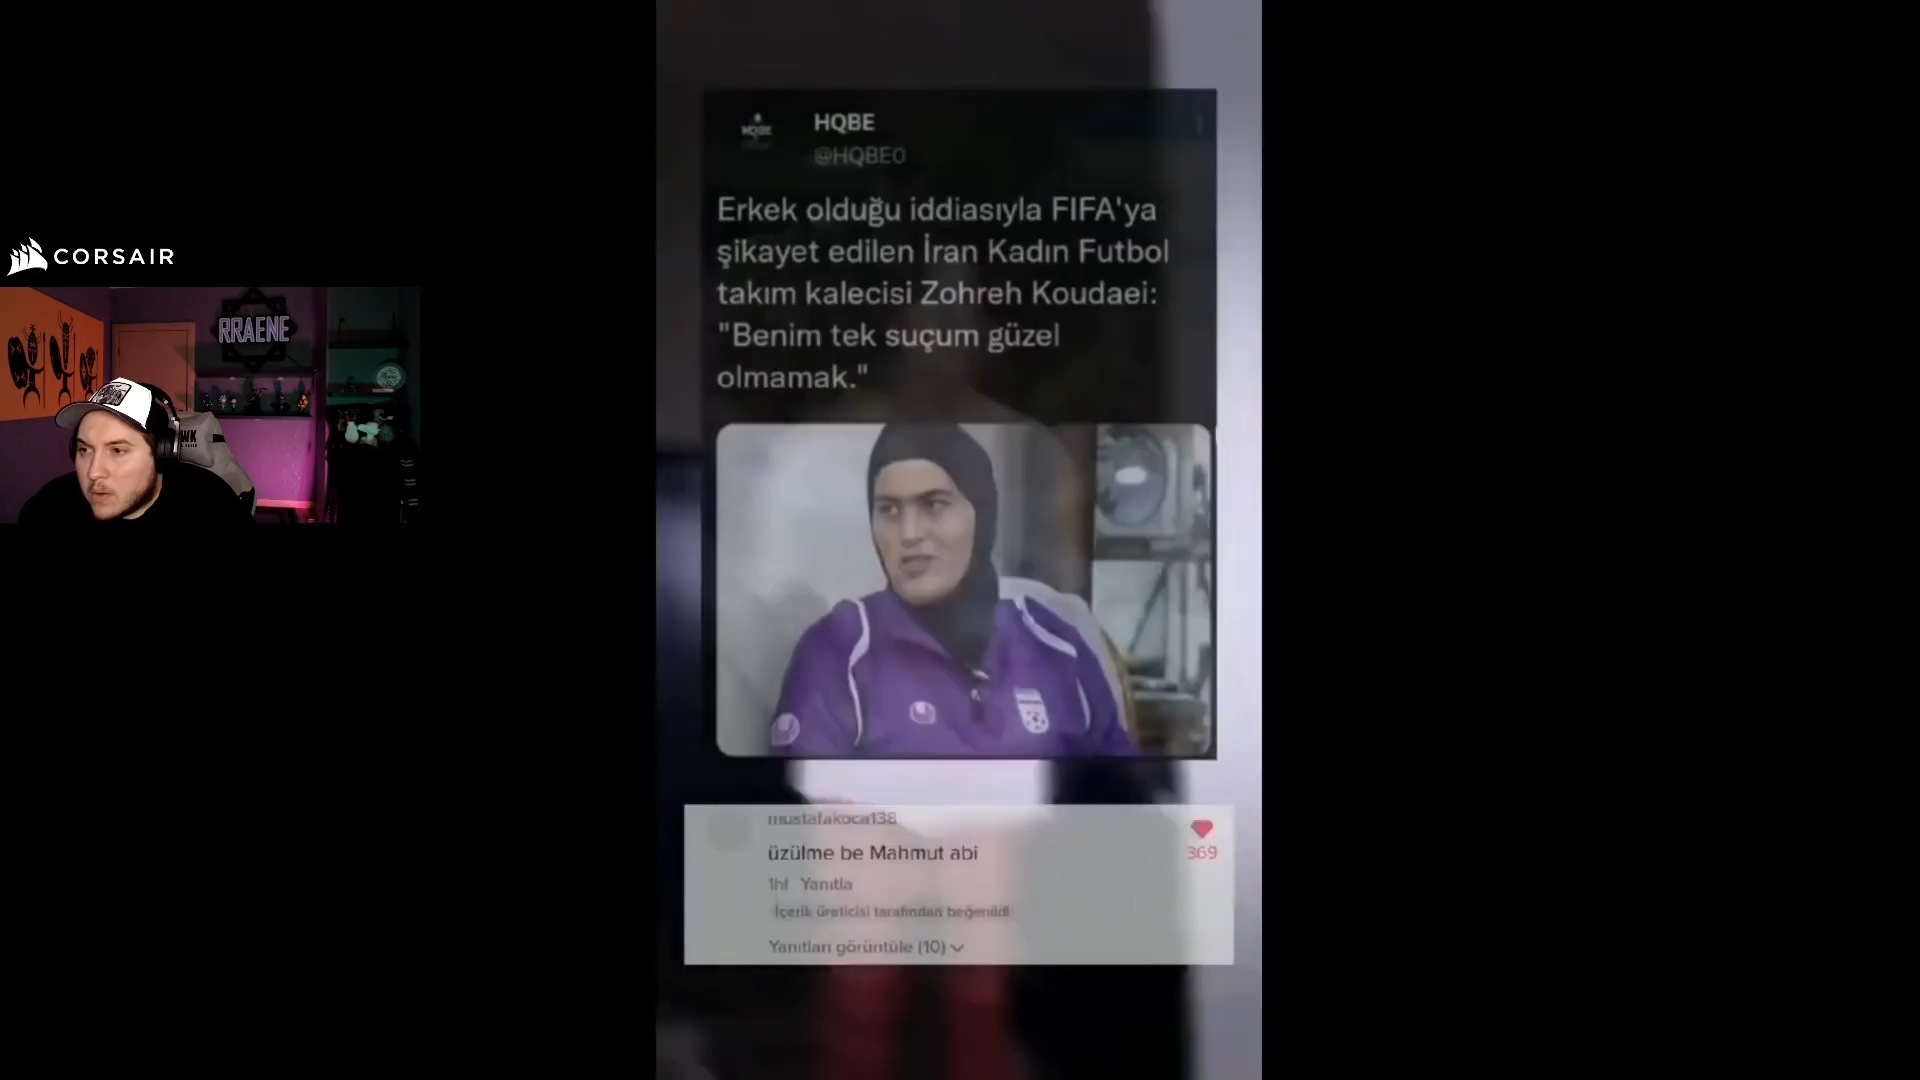 HQBE
@HQBE0
Erkek olduğu iddiasıyla FIFA'ya
şikayet edilen İran Kadın Futbol
takım kalecisi Zohreh Koudaei:
"Benim tek suçum güzel
olmamak."
CORSAIR
RRAENE
mustafakoca138
üzülme be Mahmut abi
369
1hf Yanıtla
İçerik üreticisi tarafından beğenildi
Yanıtları görüntüle (10)